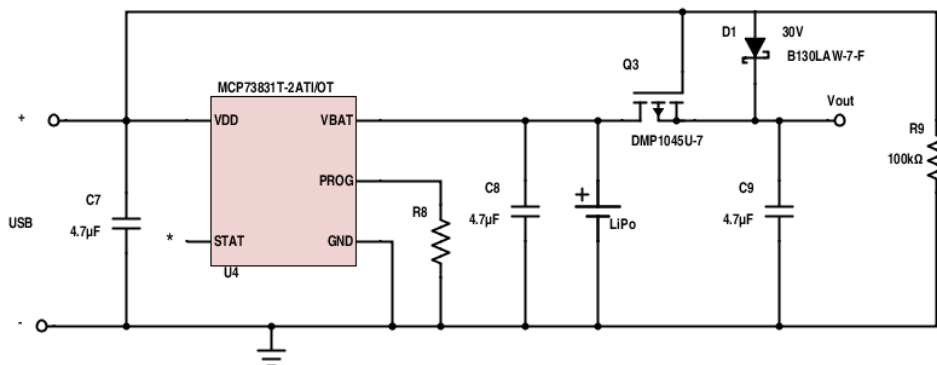 D1
30V
B130LAW-7-F
Q3
MCP73831T-2ATI/OT
Vout
+
VDD
VBAT
DMP1045U-7
R9
100kΩ
PROG
C7
4.7µF
C8
4.7µF
+
LiPo
C9
4.7µF
USB
R8
*
STAT
GND
U4
-